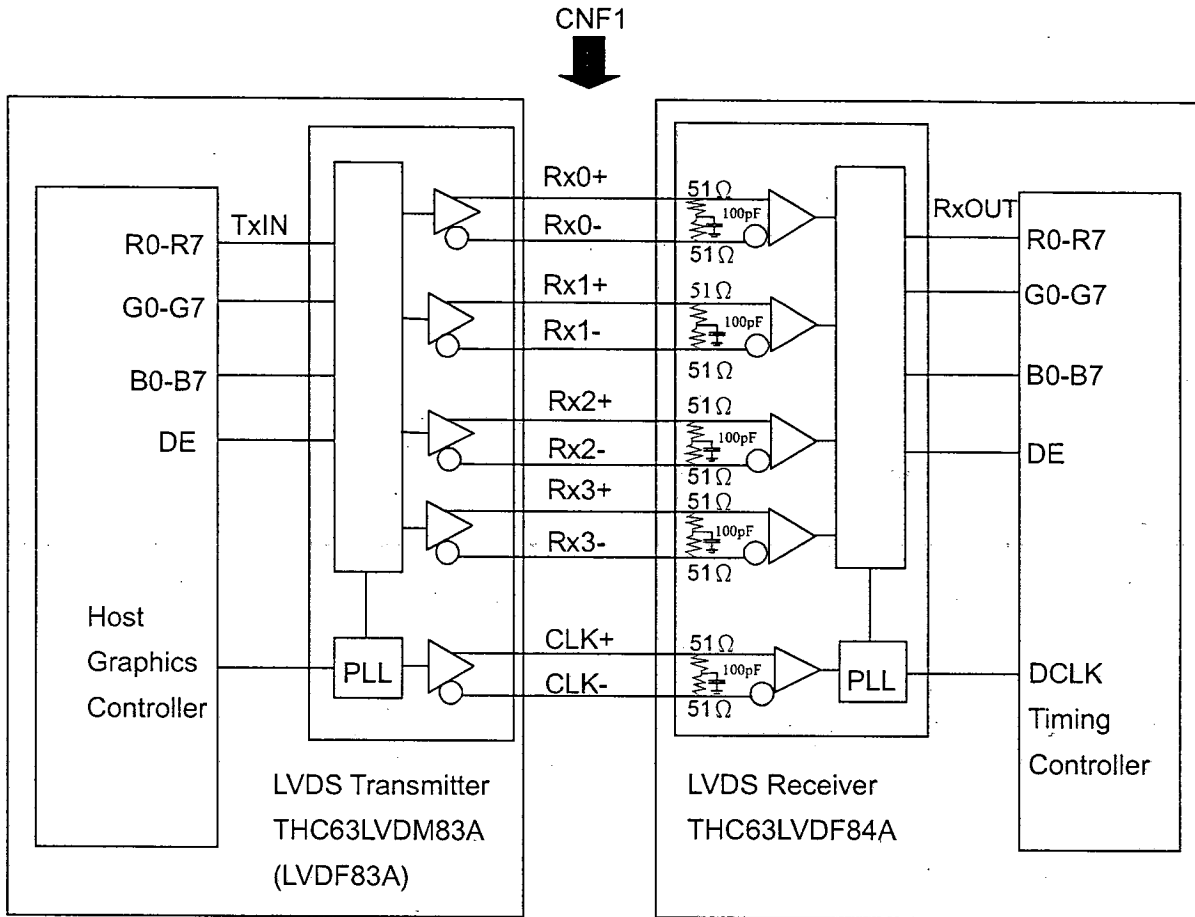 CNF1
TxIN
R0-R7
G0-G7
B0-B7
DE
Host
Graphics
Controller
PLL
LVDS Transmitter
THC63LVDM83A
(LVDF83A)
Rx0+
Rx0-
Rx1+
Rx1-
Rx2+
Rx2-
Rx3+
Rx3-
CLK+
CLK-
51Ω
100pF
51Ω
51Ω
100pF
51Ω
51Ω
100pF
51Ω
51Ω
100pF
51Ω
51Ω
100pF
51Ω
PLL
LVDS Receiver
THC63LVDF84A
RxOUT
R0-R7
G0-G7
B0-B7
DE
DCLK
Timing
Controller